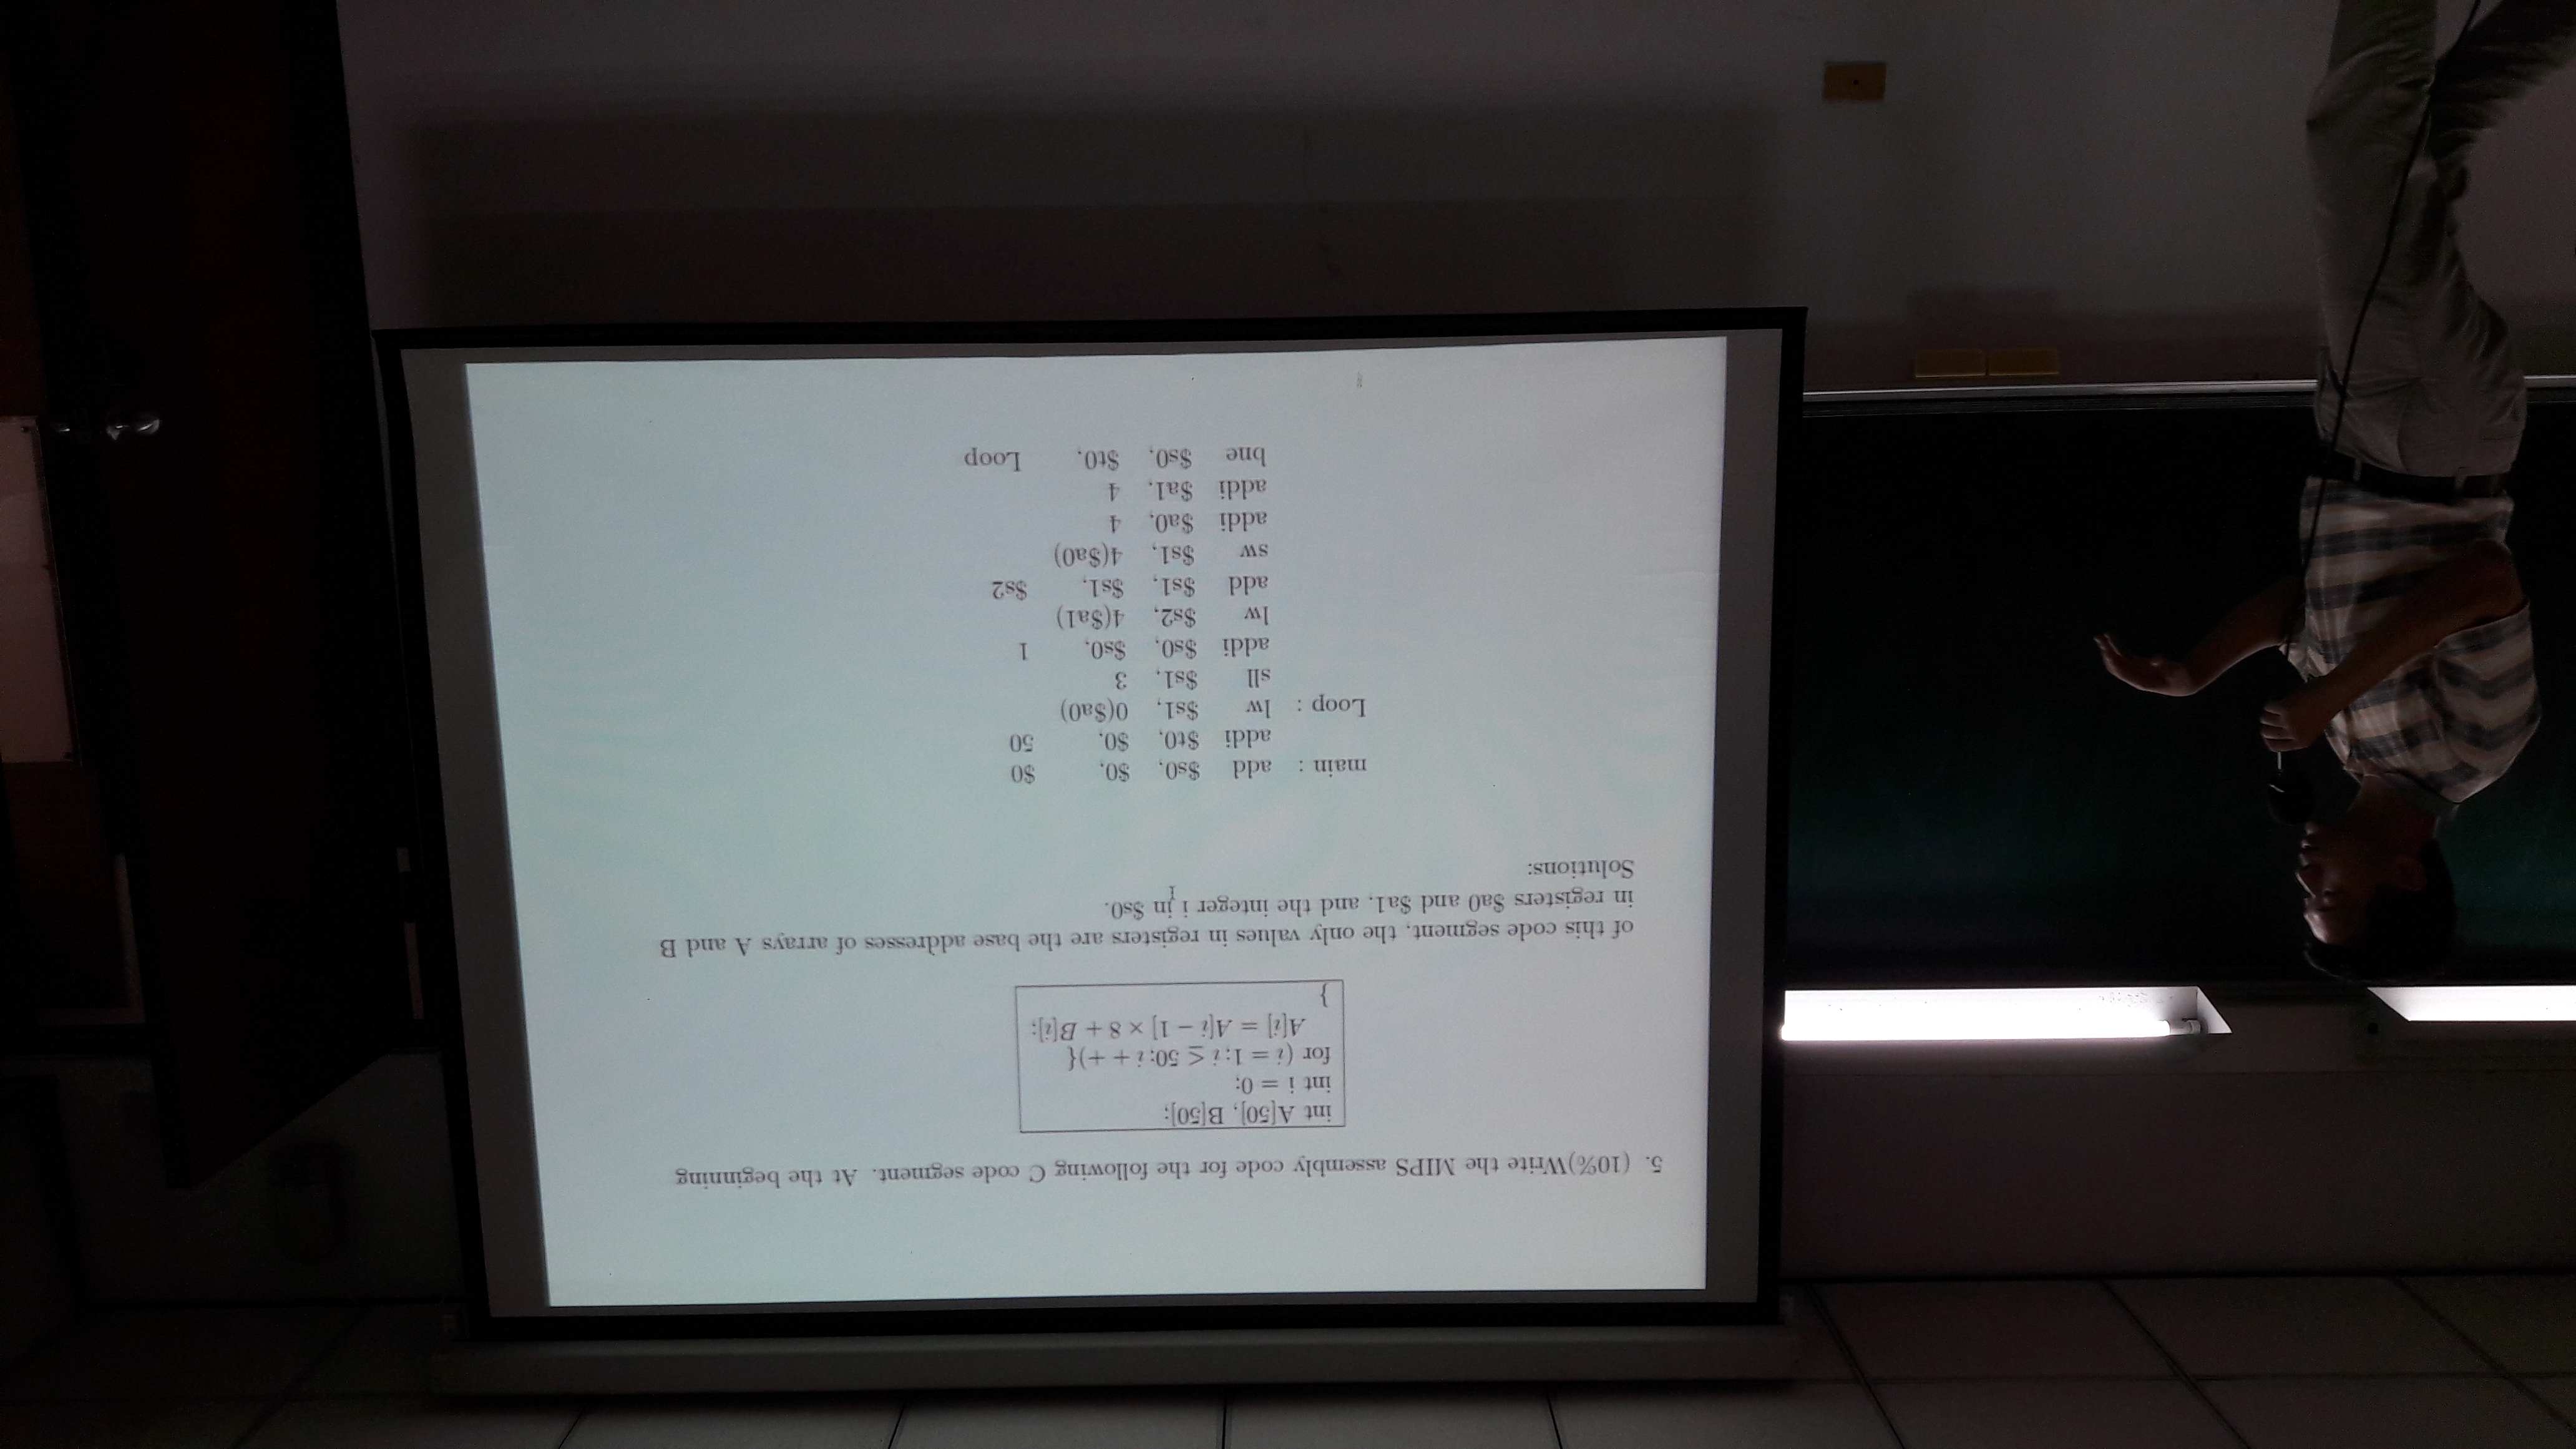 5. (10%)Write the MIPS assembly code for the following C code segment. At the beginning
int A[50], B[50];
int i = 0;
for (i = 1; i ≤ 50; i + +){
A[i] = A[i − 1] × 8 + B[i];
}
of this code segment, the only values in registers are the base addresses of arrays A and B
in registers $a0 and $a1, and the integer i in $s0.
Solutions:
main : add $s0, $0, $0
addi $t0, $0, 50
Loop : lw $s1, 0($a0)
sll $s1, 3
addi $s0, $s0, 1
lw $s2, 4($a1)
add $s1, $s1, $s2
sw $s1, 4($a0)
addi $a0, 4
addi $a1, 4
bne $s0, $t0, Loop